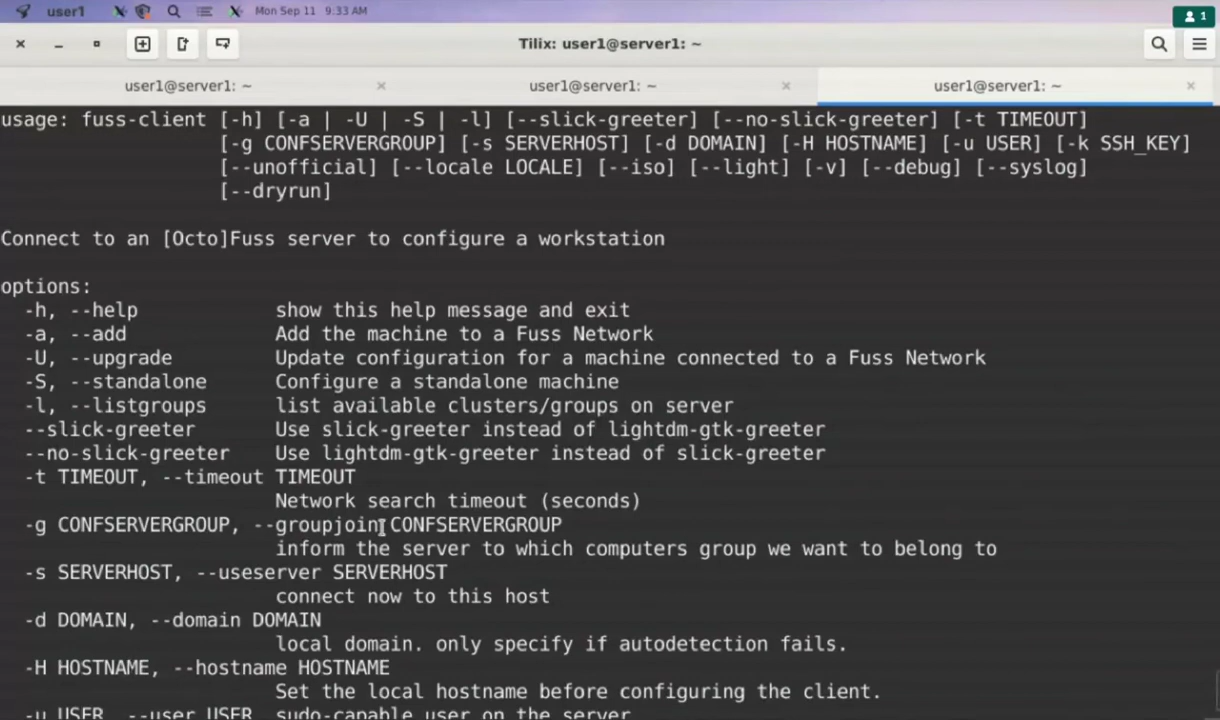 user1 Mon Sep 11 9:33 AM
1
Tilix: user1@server1: ~
user1@server1: ~ × user1@server1: ~ × user1@server1: ~ ×
usage: fuss-client [-h] [-a | -U | -S | -l] [--slick-greeter] [--no-slick-greeter] [-t TIMEOUT]
[-g CONFSERVERGROUP] [-s SERVERHOST] [-d DOMAIN] [-H HOSTNAME] [-u USER] [-k SSH_KEY]
[--unofficial] [--locale LOCALE] [--iso] [--light] [-v] [--debug] [--syslog]
[--dryrun]
Connect to an [Octo]Fuss server to configure a workstation
options:
-h, --help show this help message and exit
-a, --add Add the machine to a Fuss Network
-U, --upgrade Update configuration for a machine connected to a Fuss Network
-S, --standalone Configure a standalone machine
-l, --listgroups list available clusters/groups on server
--slick-greeter Use slick-greeter instead of lightdm-gtk-greeter
--no-slick-greeter Use lightdm-gtk-greeter instead of slick-greeter
-t TIMEOUT, --timeout TIMEOUT
Network search timeout (seconds)
-g CONFSERVERGROUP, --groupjoin CONFSERVERGROUP
inform the server to which computers group we want to belong to
-s SERVERHOST, --useserver SERVERHOST
connect now to this host
-d DOMAIN, --domain DOMAIN
local domain. only specify if autodetection fails.
-H HOSTNAME, --hostname HOSTNAME
Set the local hostname before configuring the client.
-u USER, --user USER sudo-capable user on the server